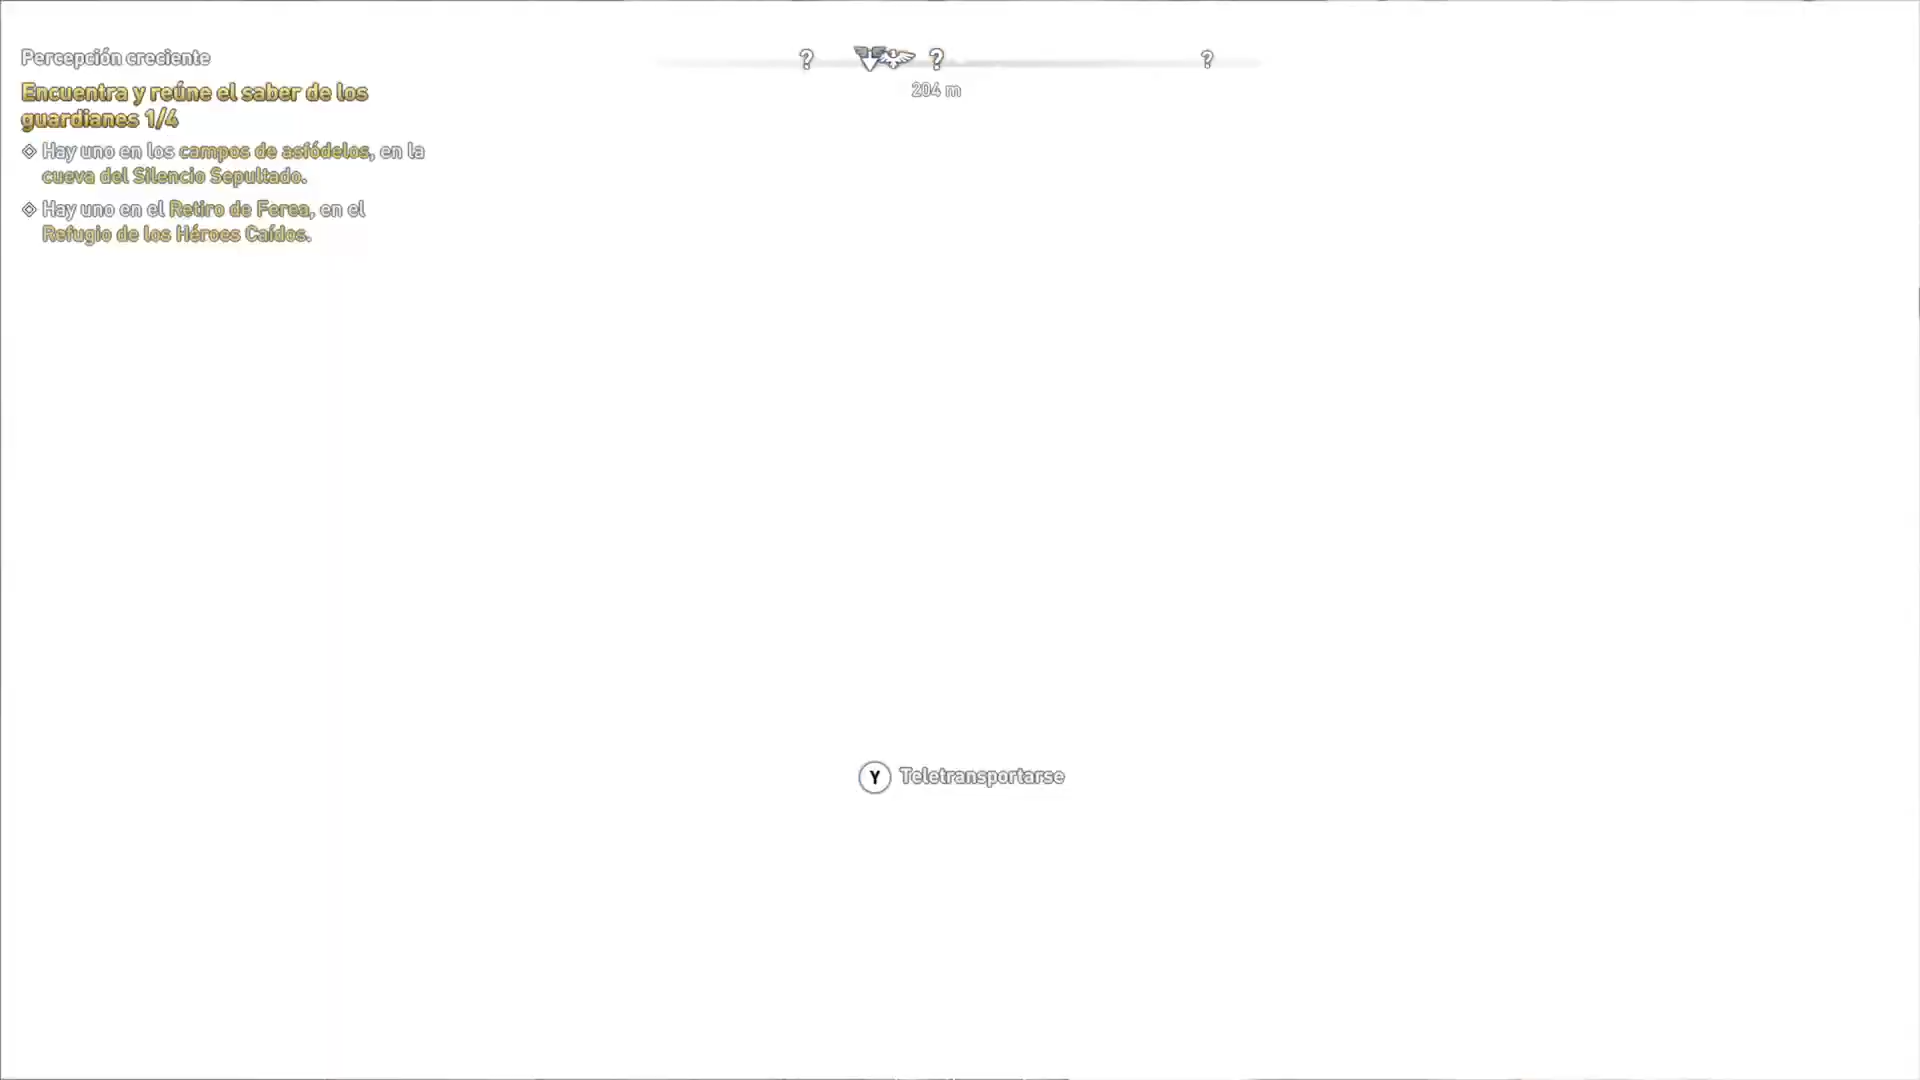 Percepción creciente
? ? ?
204 m
Encuentra y reúne el saber de los
guardianes 1/4
Hay uno en los campos de asfódelos, en la
cueva del Silencio Sepultado.
Hay uno en el Retiro de Ferea, en el
Refugio de los Héroes Caídos.
Y Teletransportarse